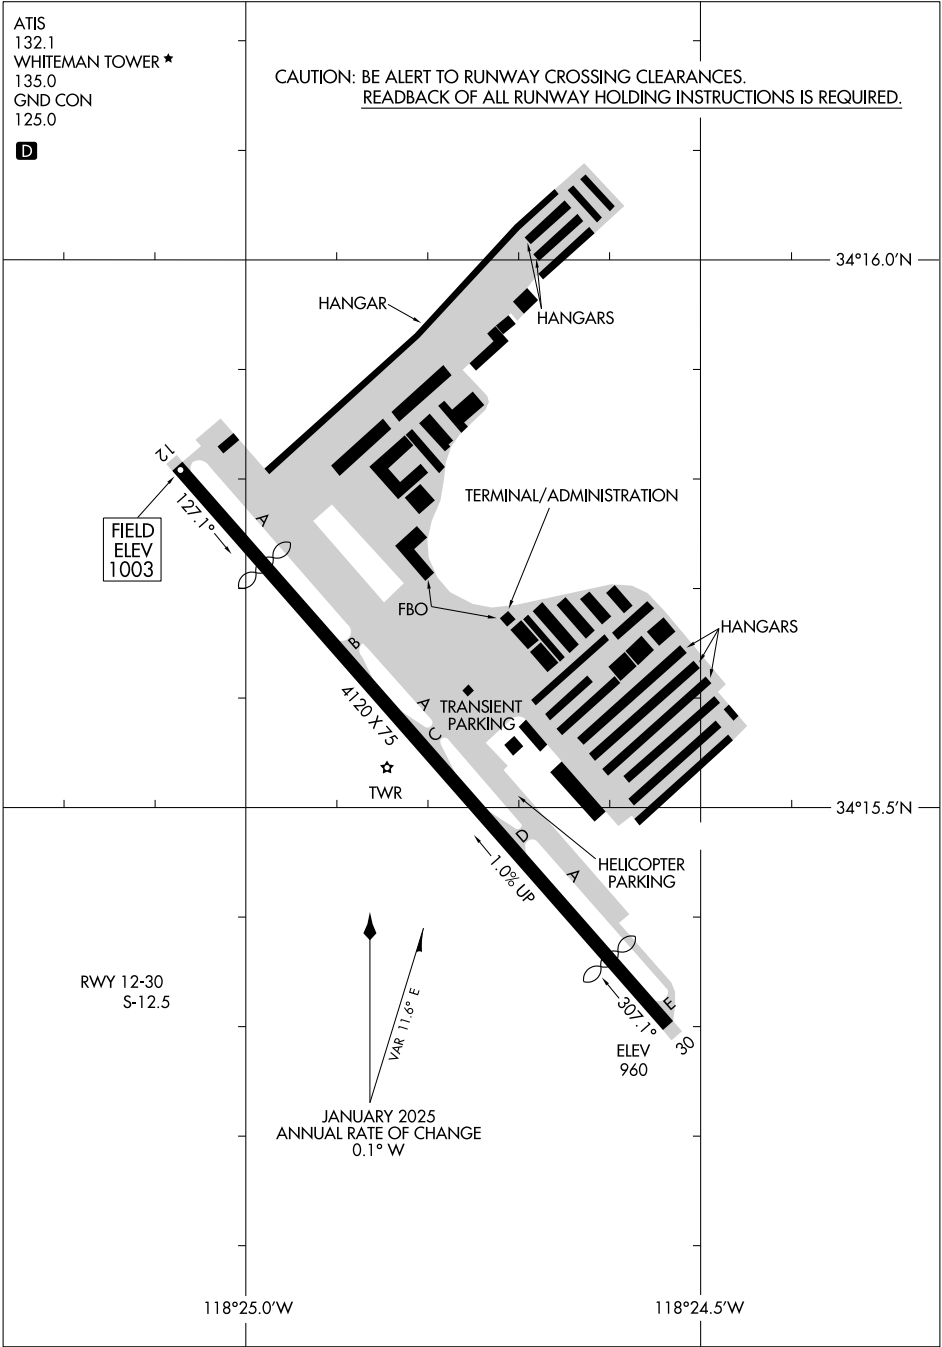 ATIS
132.1
WHITEMAN TOWER ★
135.0
GND CON
125.0
D
CAUTION: BE ALERT TO RUNWAY CROSSING CLEARANCES.
READBACK OF ALL RUNWAY HOLDING INSTRUCTIONS IS REQUIRED.
34°16.0'N
HANGAR
HANGARS
12
127.1°
A
FIELD
ELEV
1003
TERMINAL/ADMINISTRATION
FBO
HANGARS
B
4120 X 75
A
C
TRANSIENT
PARKING
TWR
34°15.5'N
D
1.0% UP
A
HELICOPTER
PARKING
RWY 12-30
S-12.5
VAR 11.6° E
307.1°
E
30
ELEV
960
JANUARY 2025
ANNUAL RATE OF CHANGE
0.1° W
118°25.0'W
118°24.5'W